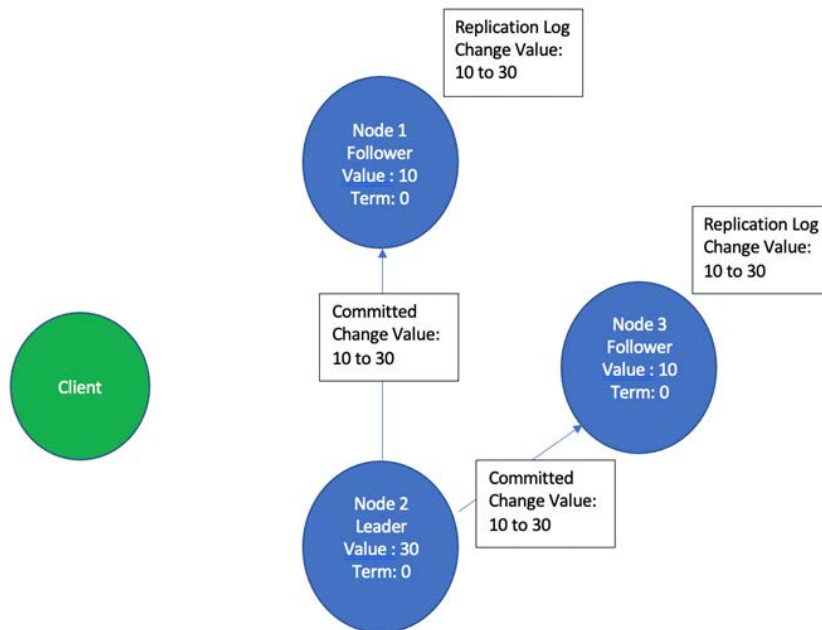 Replication Log
Change Value:
10 to 30
Node 1
Follower
Value : 10
Term: 0
Replication Log
Change Value:
10 to 30
Committed
Change Value:
10 to 30
Node 3
Follower
Value : 10
Term: 0
Client
Committed
Change Value:
10 to 30
Node 2
Leader
Value : 30
Term: 0